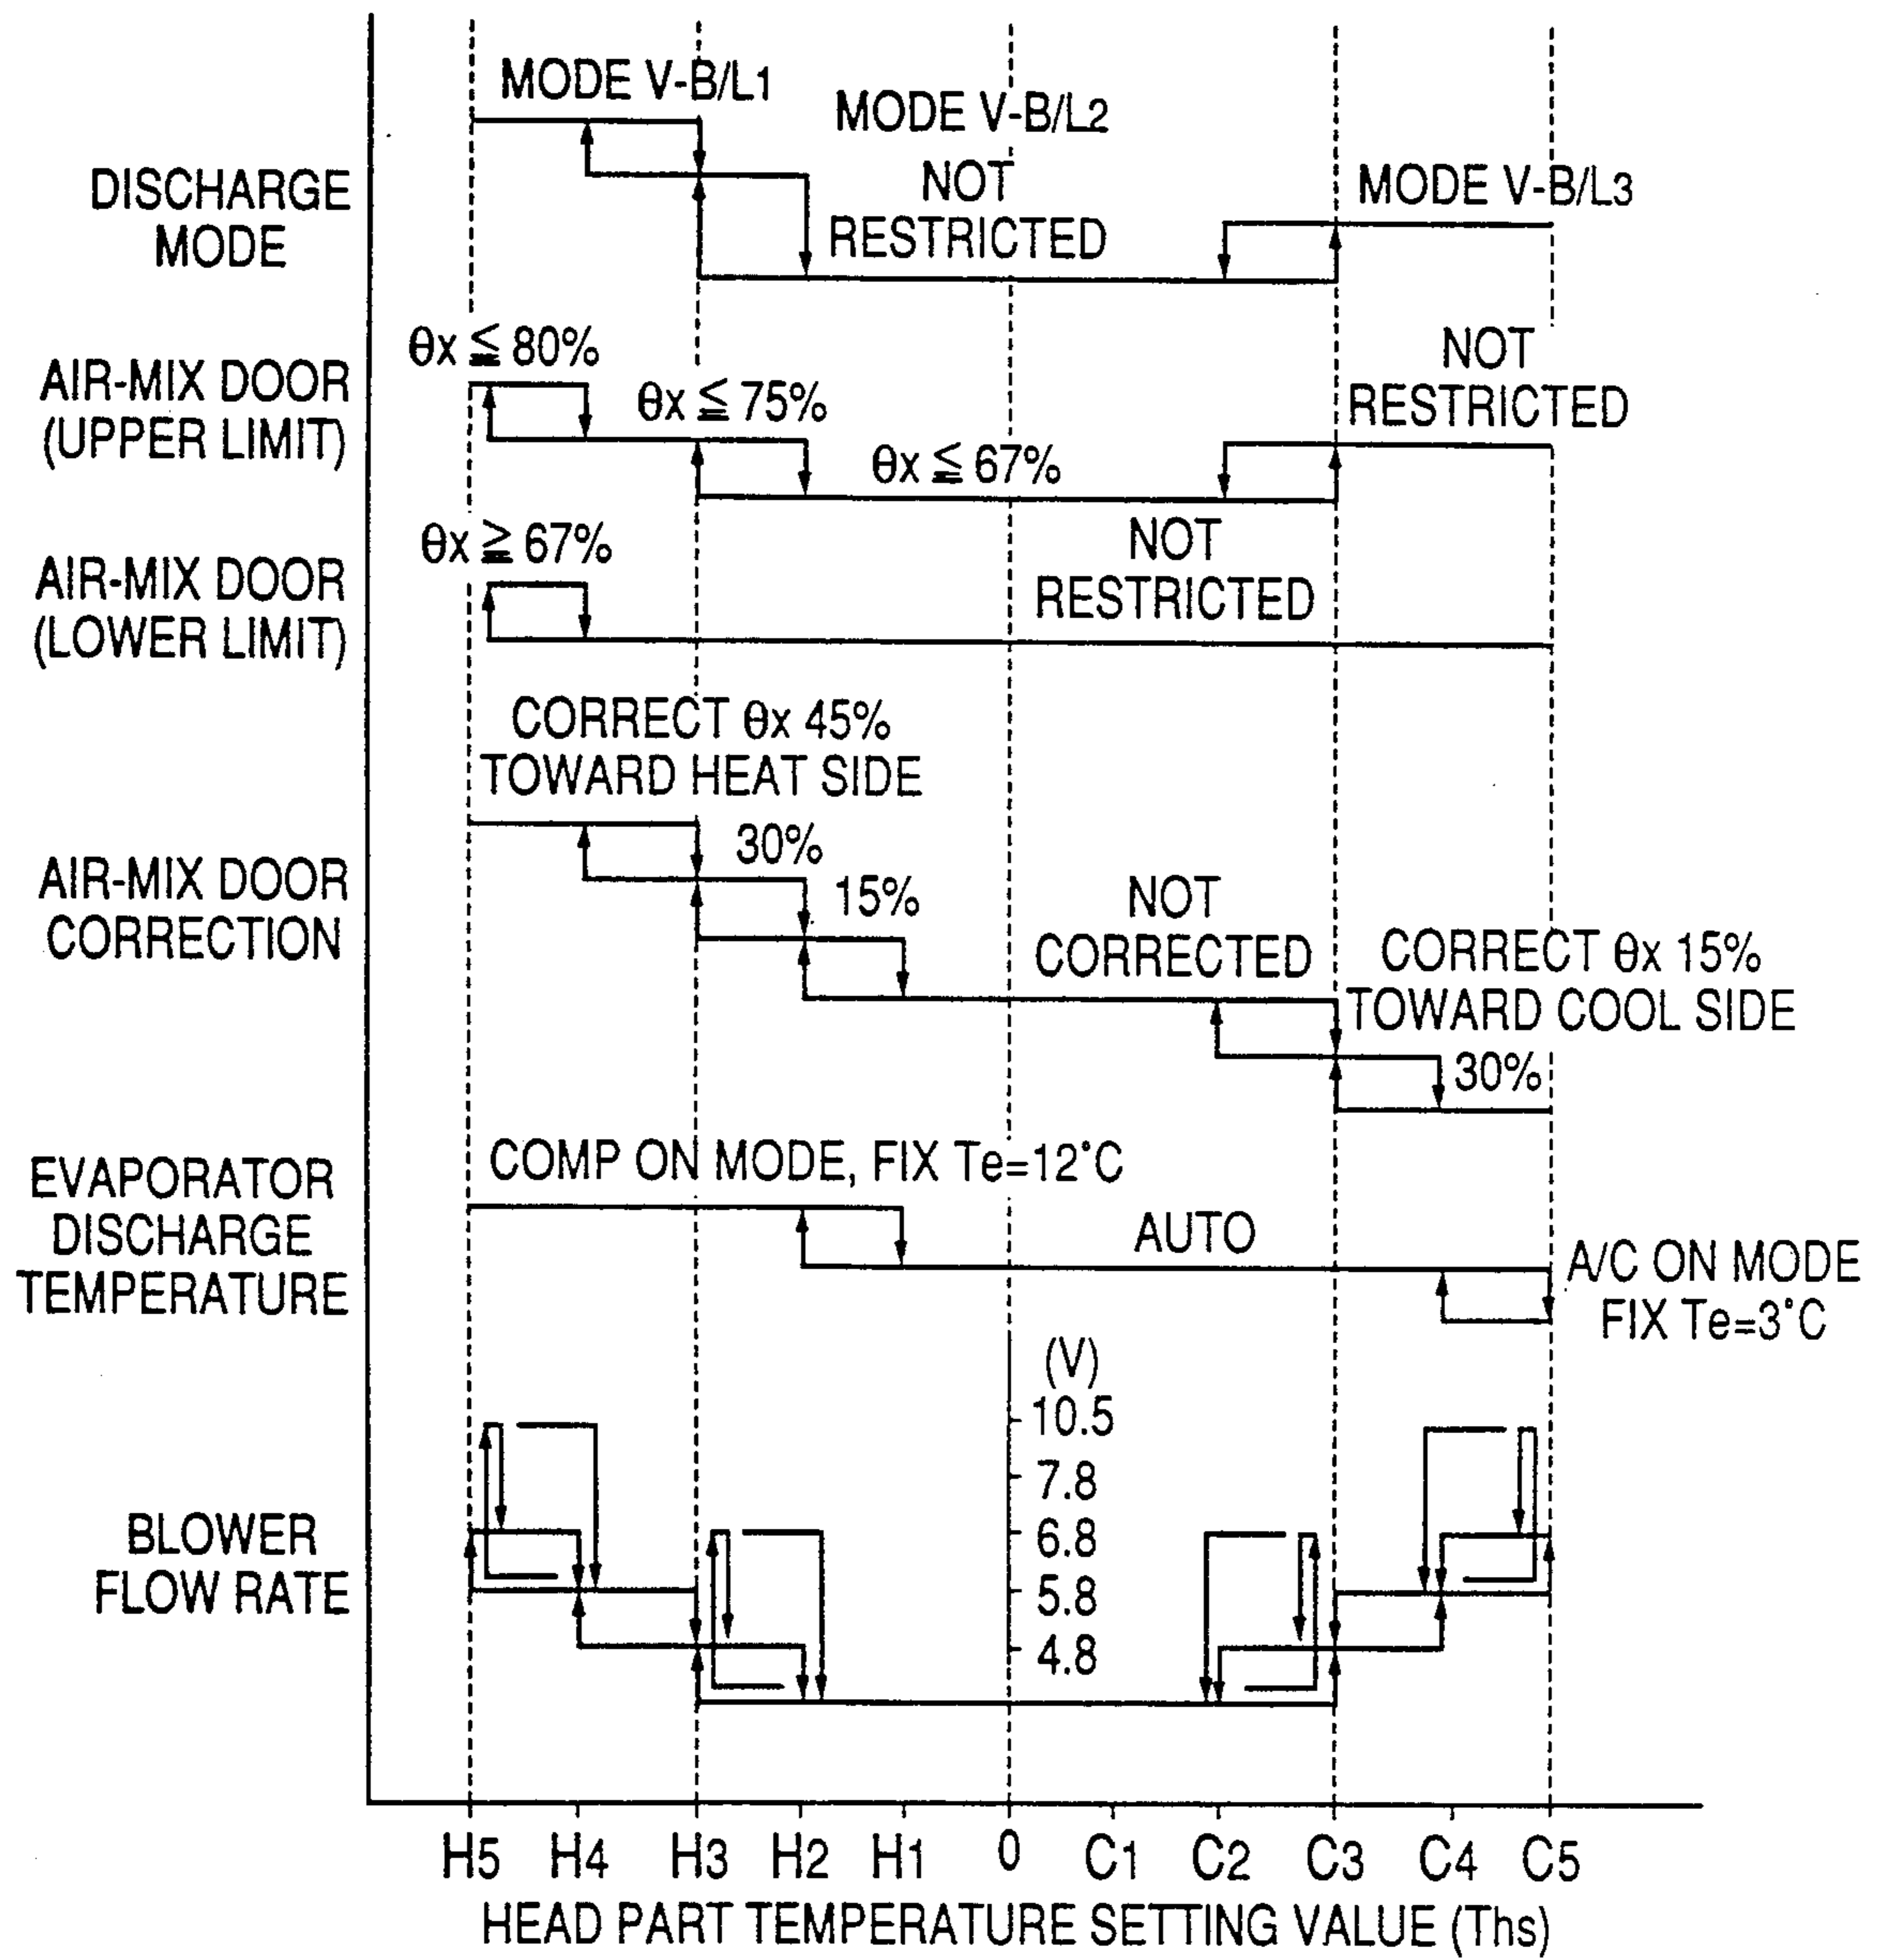 MODE V-B/L1
MODE V-B/L2
NOT
RESTRICTED
MODE V-B/L3
DISCHARGE
MODE
θx ≦ 80%
θx ≦ 75%
θx ≦ 67%
NOT
RESTRICTED
AIR-MIX DOOR
(UPPER LIMIT)
θx ≧ 67%
NOT
RESTRICTED
AIR-MIX DOOR
(LOWER LIMIT)
CORRECT θx 45%
TOWARD HEAT SIDE
30%
15%
NOT
CORRECTED
CORRECT θx 15%
TOWARD COOL SIDE
30%
AIR-MIX DOOR
CORRECTION
COMP ON MODE, FIX Te=12°C
AUTO
A/C ON MODE
FIX Te=3°C
EVAPORATOR
DISCHARGE
TEMPERATURE
(V)
10.5
7.8
6.8
5.8
4.8
BLOWER
FLOW RATE
H5 H4 H3 H2 H1 0 C1 C2 C3 C4 C5
HEAD PART TEMPERATURE SETTING VALUE (Ths)